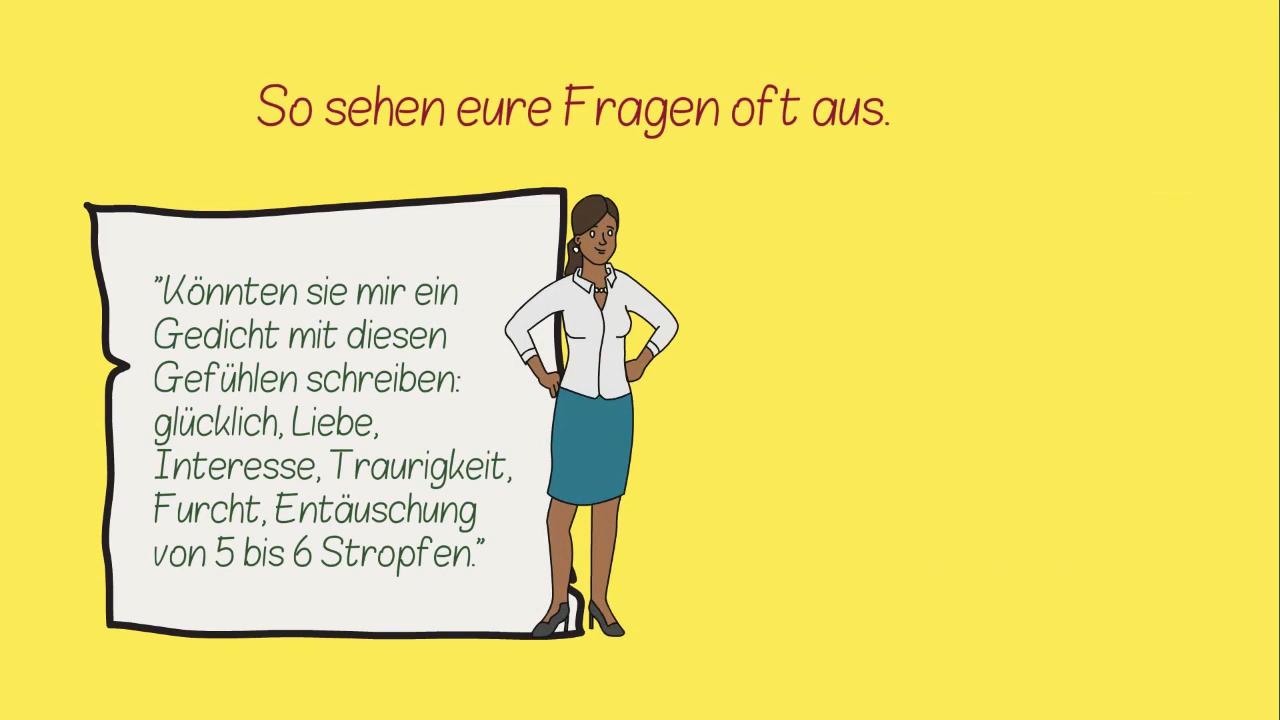 So sehen eure Fragen oft aus.
"Könnten sie mir ein
Gedicht mit diesen
Gefühlen schreiben:
glücklich, Liebe,
Interesse, Traurigkeit,
Furcht, Entäuschung
von 5 bis 6 Stropfen."